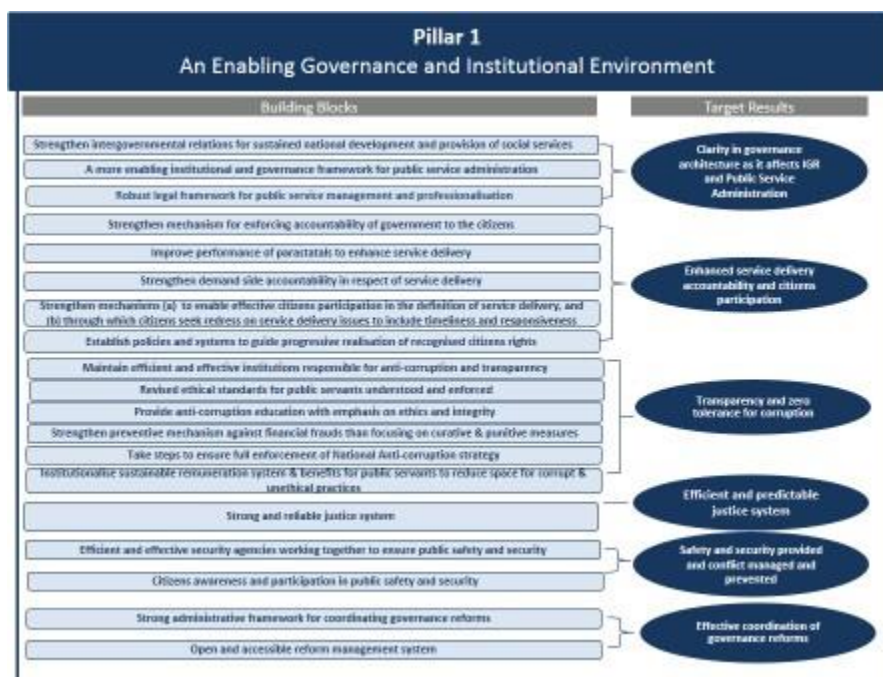 Pillar 1
An Enabling Governance and Institutional Environment
Building Blocks
Target Results
Strengthen intergovernmental relations for sustained national development and provision of social services
A more enabling institutional and governance framework for public service administration
Robust legal framework for public service management and professionalisation
Clarity in governance
architecture as it affects IGR
and Public Service
Administration
Strengthen mechanism for enforcing accountability of government to the citizens
Improve performance of parastatals to enhance service delivery
Strengthen demand side accountability in respect of service delivery
Strengthen mechanisms (a) to enable effective citizens participation in the definition of service delivery, and
(b) through which citizens seek redress on service delivery issues to include timeliness and responsiveness
Establish policies and systems to guide progressive realisation of recognised citizens rights
Enhanced service delivery
accountability and citizens
participation
Maintain efficient and effective institutions responsible for anti-corruption and transparency
Revised ethical standards for public servants understood and enforced
Provide anti-corruption education with emphasis on ethics and integrity
Strengthen preventive mechanism against financial frauds than focusing on curative & punitive measures
Take steps to ensure full enforcement of National Anti-corruption strategy
Institutionalise sustainable remuneration system & benefits for public servants to reduce space for corrupt &
unethical practices
Transparency and zero
tolerance for corruption
Strong and reliable justice system
Efficient and predictable
justice system
Efficient and effective security agencies working together to ensure public safety and security
Citizens awareness and participation in public safety and security
Safety and security provided
and conflict managed and
prevented
Strong administrative framework for coordinating governance reforms
Open and accessible reform management system
Effective coordination of
governance reforms